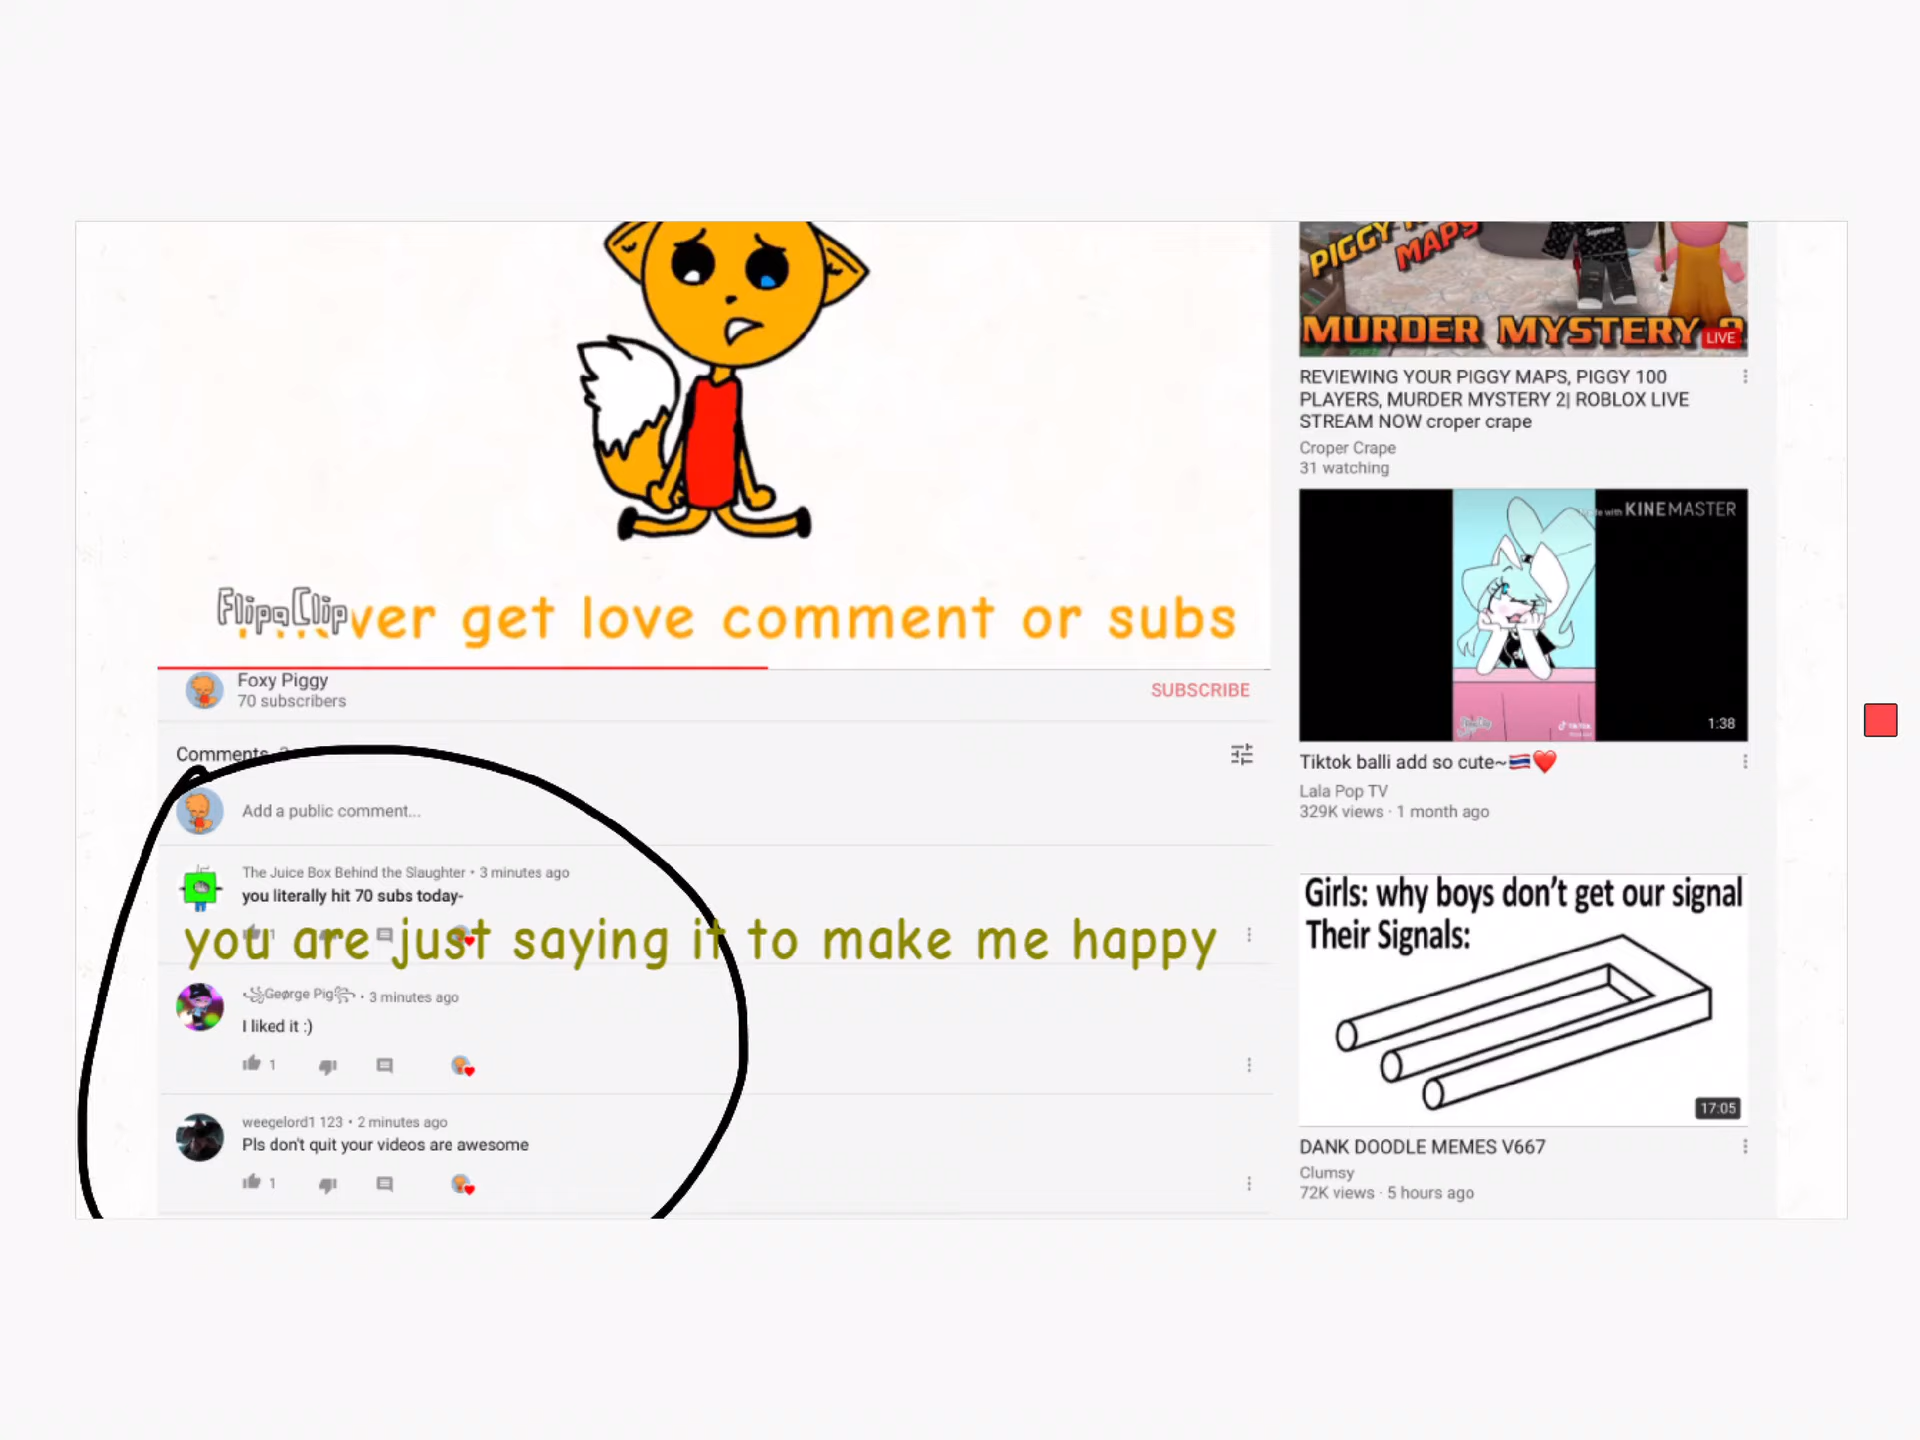 FlipaClip
ver get love comment or subs
Foxy Piggy
70 subscribers
SUBSCRIBE
Comments
Add a public comment...
The Juice Box Behind the Slaughter • 3 minutes ago
you literally hit 70 subs today-
1
you are just saying it to make me happy
꧁Geørge Pig꧂ • 3 minutes ago
I liked it :)
1
weegelord1 123 • 2 minutes ago
Pls don't quit your videos are awesome
1
PIGGY
MAPS
MURDER MYSTERY 2
LIVE
REVIEWING YOUR PIGGY MAPS, PIGGY 100
PLAYERS, MURDER MYSTERY 2| ROBLOX LIVE
STREAM NOW croper crape
Croper Crape
31 watching
with KINEMASTER
TikTok
1:38
Tiktok balli add so cute~🇹🇭❤️
Lala Pop TV
329K views · 1 month ago
Girls: why boys don't get our signal
Their Signals:
17:05
DANK DOODLE MEMES V667
Clumsy
72K views · 5 hours ago